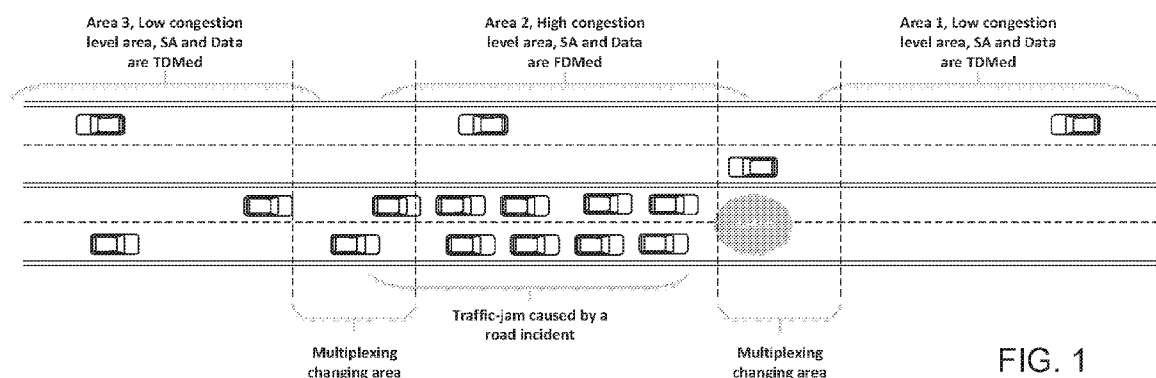 Area 3, Low congestion
level area, SA and Data
are TDMed
Area 2, High congestion
level area, SA and Data
are FDMed
Area 1, Low congestion
level area, SA and Data
are TDMed
Traffic-jam caused by a
road incident
Multiplexing
changing area
Multiplexing
changing area
FIG. 1